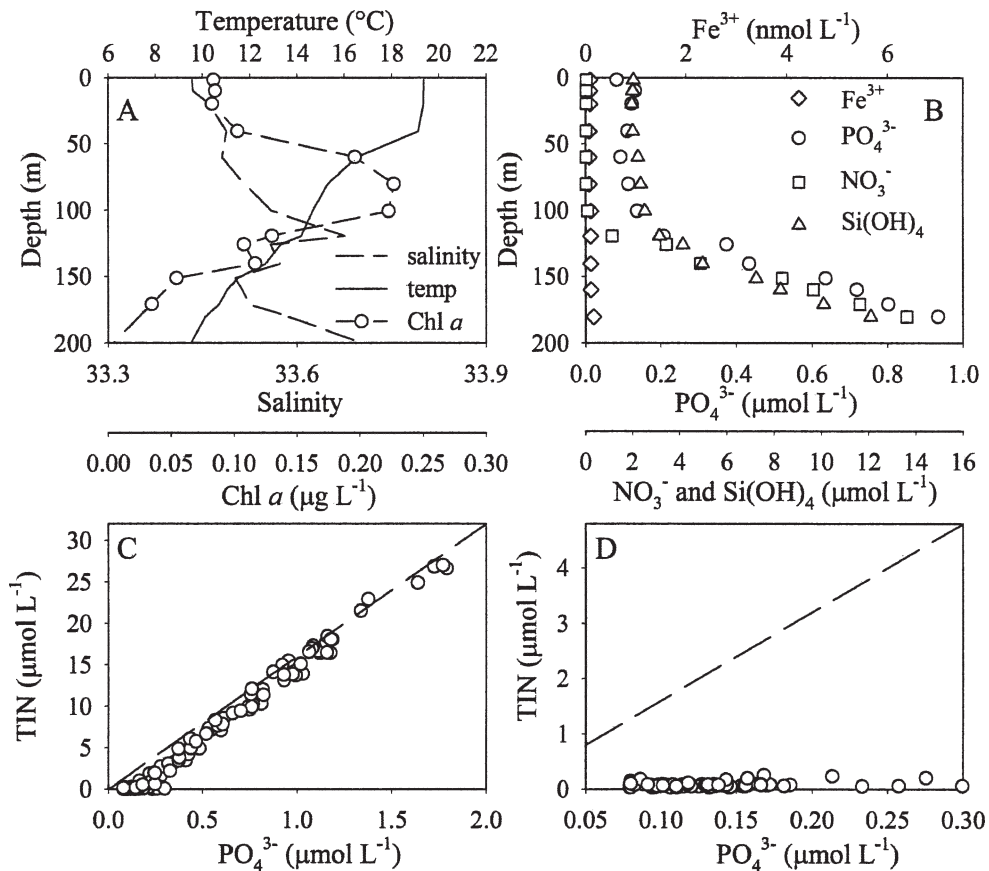 Temperature (°C)
6 8 10 12 14 16 18 20 22
A
0
50
100
150
200
Depth (m)
salinity
temp
Chl a
33.3 33.6 33.9
Salinity
0.00 0.05 0.10 0.15 0.20 0.25 0.30
Chl a (µg L⁻¹)
Fe³⁺ (nmol L⁻¹)
0 2 4 6
B
0
50
100
150
200
Depth (m)
Fe³⁺
PO₄³⁻
NO₃⁻
Si(OH)₄
0.0 0.2 0.4 0.6 0.8 1.0
PO₄³⁻ (µmol L⁻¹)
0 2 4 6 8 10 12 14 16
NO₃⁻ and Si(OH)₄ (µmol L⁻¹)
C
30
25
20
15
10
5
0
TIN (µmol L⁻¹)
0.0 0.5 1.0 1.5 2.0
PO₄³⁻ (µmol L⁻¹)
D
4
3
2
1
0
TIN (µmol L⁻¹)
0.05 0.10 0.15 0.20 0.25 0.30
PO₄³⁻ (µmol L⁻¹)